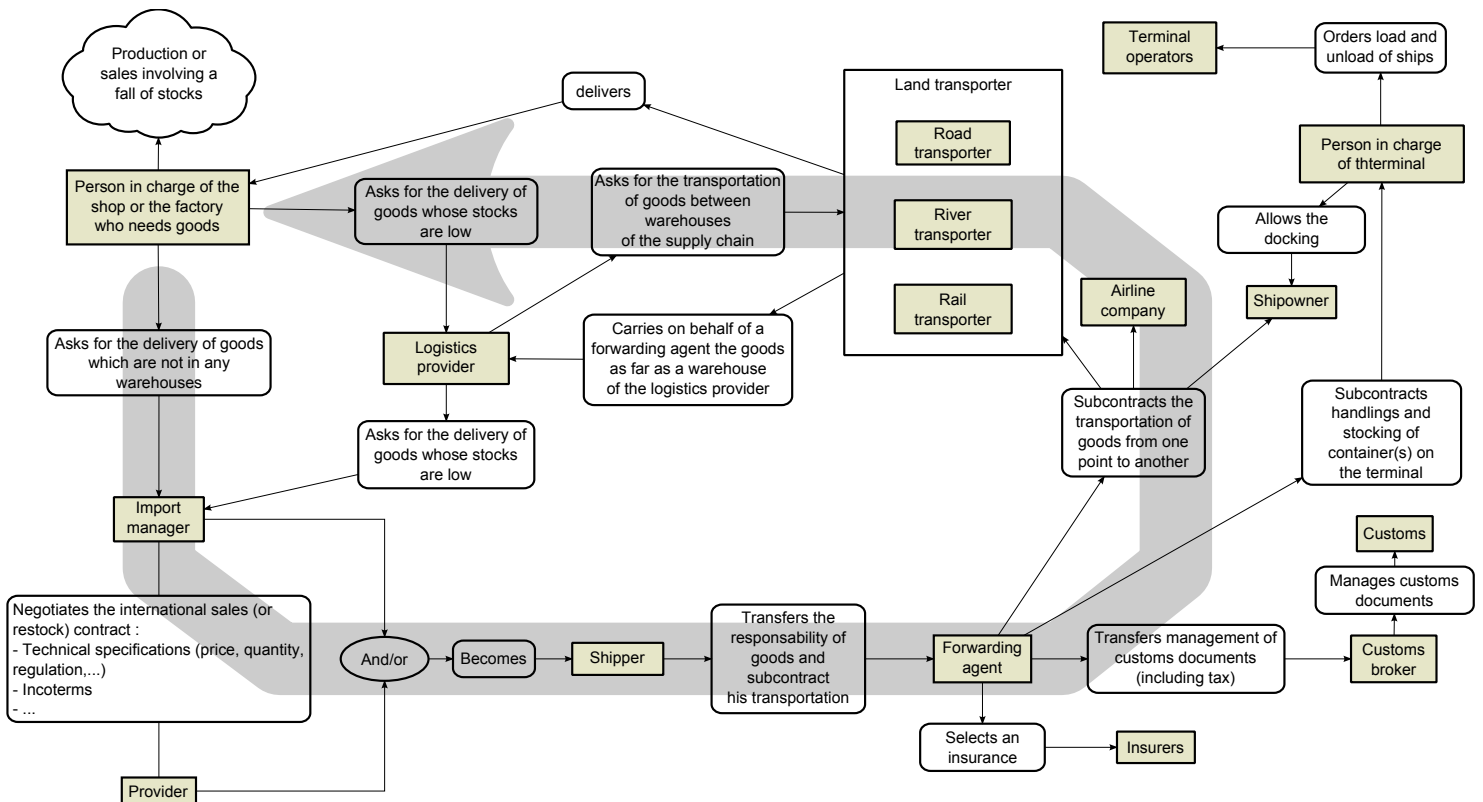 Production or
sales involving a
fall of stocks
delivers
Land transporter
Road
transporter
River
transporter
Rail
transporter
Terminal
operators
Orders load and
unload of ships
Person in charge
of thterminal
Allows the
docking
Shipowner
Airline
company
Person in charge of the
shop or the factory
who needs goods
Asks for the delivery of
goods whose stocks
are low
Asks for the transportation
of goods between
warehouses
of the supply chain
Asks for the delivery of goods
which are not in any
warehouses
Logistics
provider
Carries on behalf of a
forwarding agent the goods
as far as a warehouse
of the logistics provider
Asks for the delivery of
goods whose stocks
are low
Subcontracts the
transportation of
goods from one
point to another
Subcontracts
handlings and
stocking of
container(s) on
the terminal
Import
manager
Negotiates the international sales (or
restock) contract :
- Technical specifications (price, quantity,
regulation,...)
- Incoterms
- ...
Provider
And/or
Becomes
Shipper
Transfers the
responsability of
goods and
subcontract
his transportation
Forwarding
agent
Transfers management of
customs documents
(including tax)
Customs
broker
Manages customs
documents
Customs
Selects an
insurance
Insurers